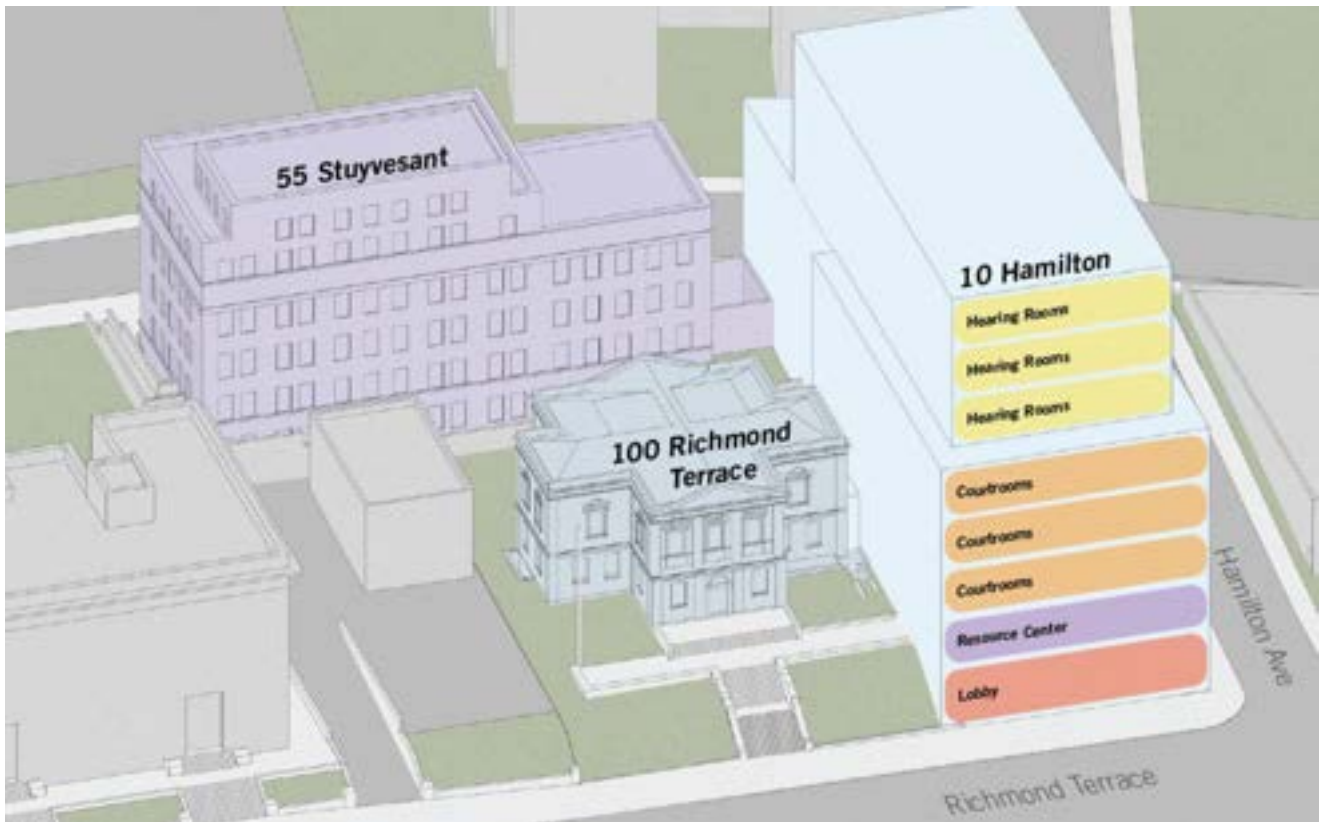 55 Stuyvesant
10 Hamilton
Hearing Rooms
Hearing Rooms
Hearing Rooms
100 Richmond
Terrace
Courtrooms
Courtrooms
Courtrooms
Resource Center
Lobby
Hamilton Ave
Richmond Terrace